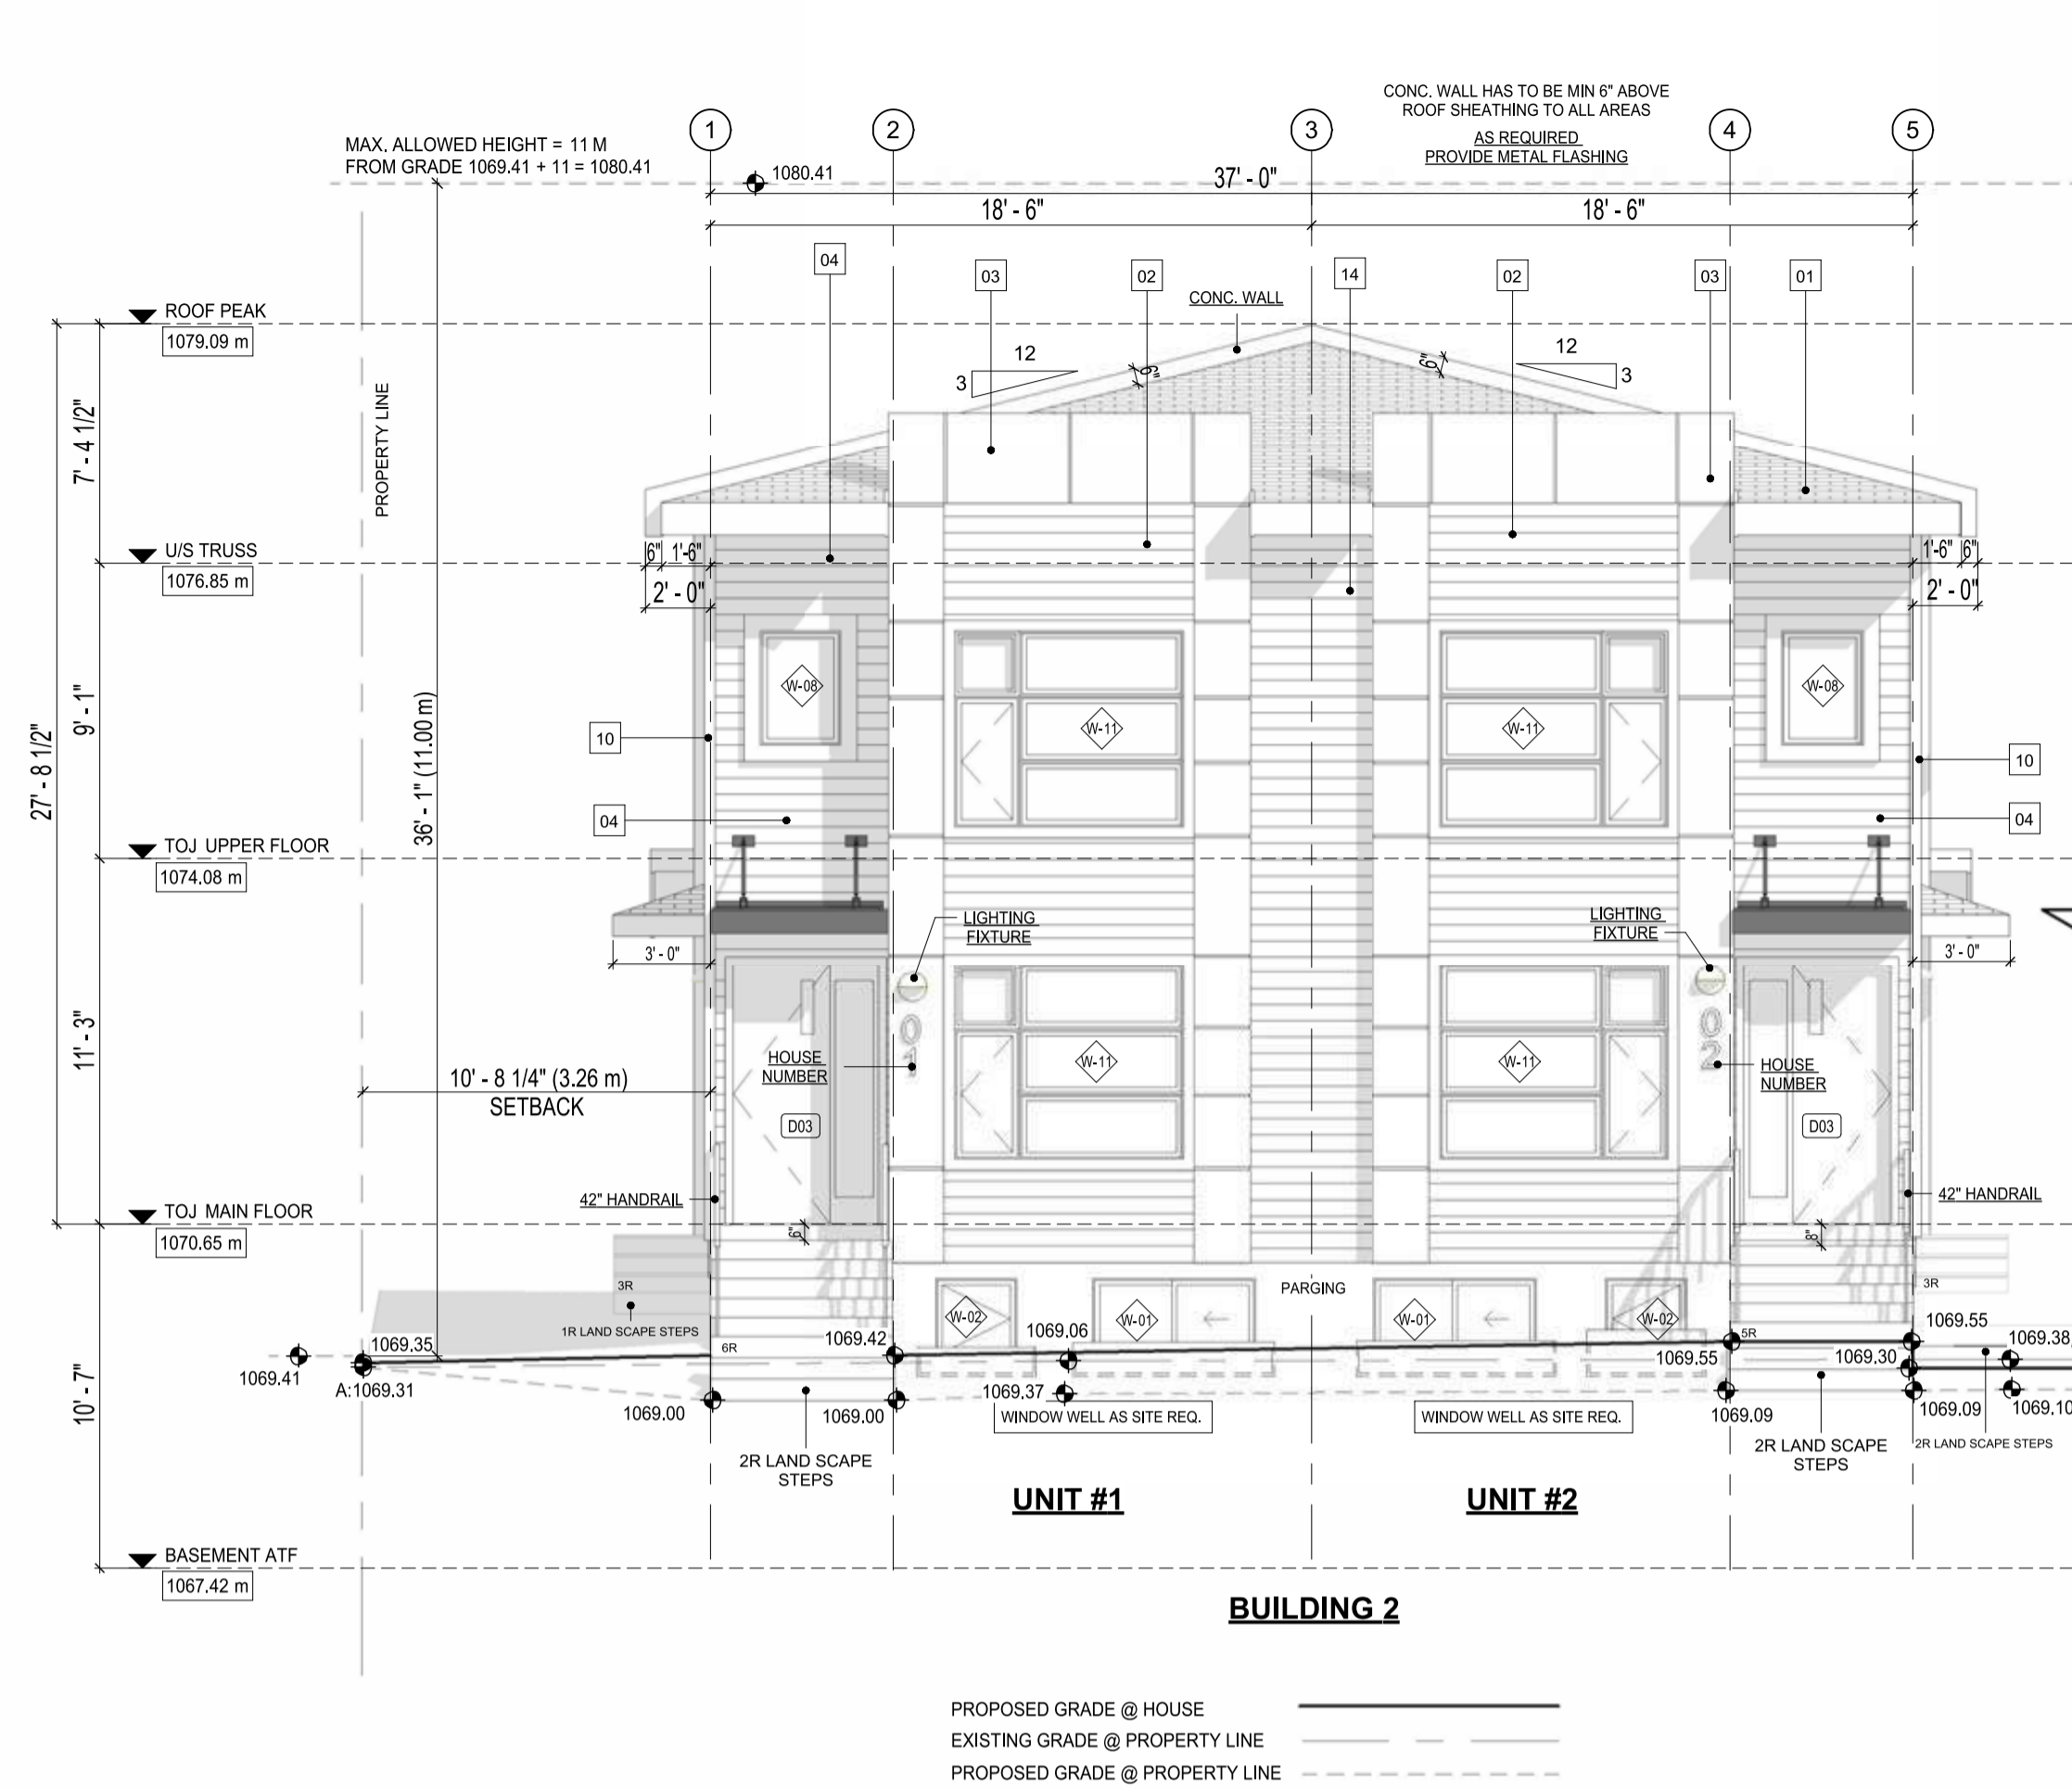 CONC. WALL HAS TO BE MIN 6" ABOVE
ROOF SHEATHING TO ALL AREAS
AS REQUIRED
PROVIDE METAL FLASHING
MAX. ALLOWED HEIGHT = 11 M
FROM GRADE 1069.41 + 11 = 1080.41
1 2 3 4 5
1080.41
37' - 0"
18' - 6" 18' - 6"
04 03 02 14 02 03 01
CONC. WALL
ROOF PEAK
1079.09 m
12 3 6" 6" 12 3
PROPERTY LINE
7' - 4 1/2"
U/S TRUSS
1076.85 m
6" 1'-6" 1'-6" 6"
2' - 0" 2' - 0"
W-08 W-08
W-11 W-11
10 10
04 04
9' - 1"
27' - 8 1/2"
36' - 1" (11.00 m)
TOJ UPPER FLOOR
1074.08 m
LIGHTING
FIXTURE
LIGHTING
FIXTURE
3' - 0" 3' - 0"
11' - 3"
01 02
HOUSE
NUMBER
W-11 W-11
HOUSE
NUMBER
10' - 8 1/4" (3.26 m)
SETBACK
D03 D03
42" HANDRAIL 42" HANDRAIL
TOJ MAIN FLOOR
1070.65 m
6" 8"
3R PARGING 3R
1R LAND SCAPE STEPS
W-02 W-01 W-01 W-02
1069.35 6R 1069.42 1069.06 1069.55 5R 1069.30 1069.55 1069.38
1069.41 A:1069.31
1069.00 1069.00 1069.37 1069.09 1069.09 1069.10
WINDOW WELL AS SITE REQ. WINDOW WELL AS SITE REQ.
10' - 7"
2R LAND SCAPE
STEPS
2R LAND SCAPE
STEPS
2R LAND SCAPE STEPS
UNIT #1 UNIT #2
BASEMENT ATF
1067.42 m
BUILDING 2
PROPOSED GRADE @ HOUSE
EXISTING GRADE @ PROPERTY LINE
PROPOSED GRADE @ PROPERTY LINE